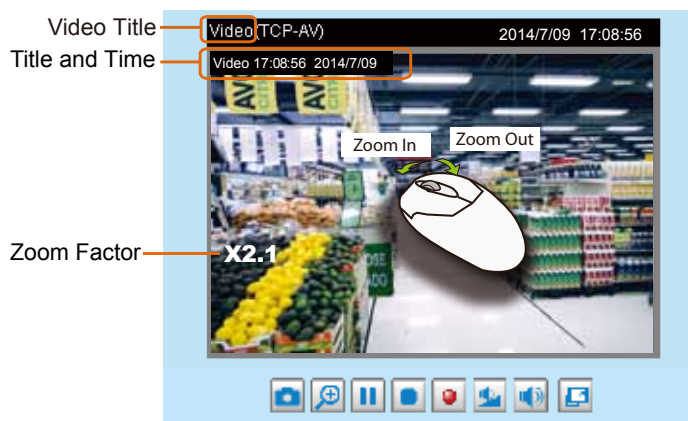 Video Title
Video(TCP-AV) 2014/7/09 17:08:56
Title and Time
Video 17:08:56 2014/7/09
Zoom In
Zoom Out
Zoom Factor
X2.1